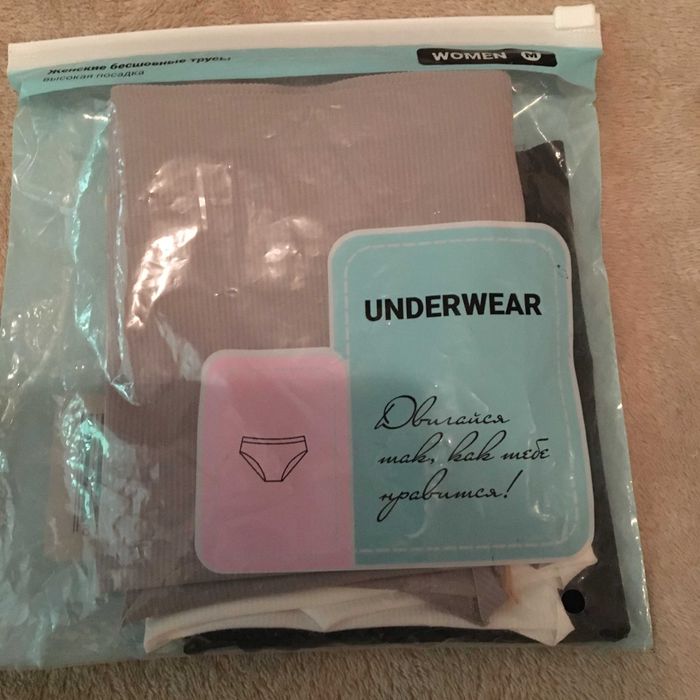 Женские бесшовные трусы
высокая посадка
WOMEN M
UNDERWEAR
Двигайся
так, как тебе
нравится!